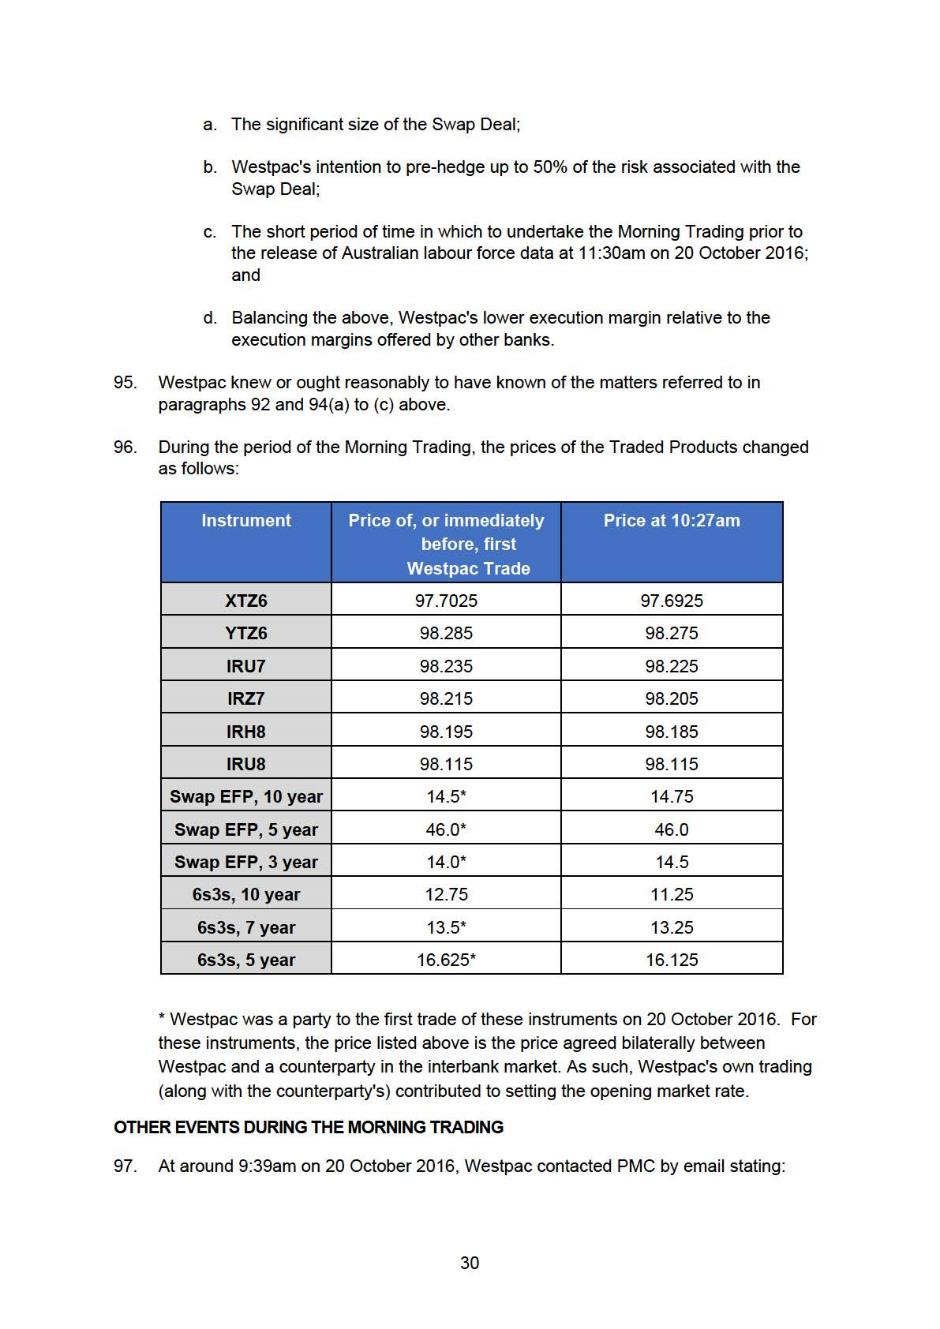 a. The significant size of the Swap Deal;
b. Westpac's intention to pre-hedge up to 50% of the risk associated with the
Swap Deal;
c. The short period of time in which to undertake the Morning Trading prior to
the release of Australian labour force data at 11:30am on 20 October 2016;
and
d. Balancing the above, Westpac's lower execution margin relative to the
execution margins offered by other banks.
95. Westpac knew or ought reasonably to have known of the matters referred to in
paragraphs 92 and 94(a) to (c) above.
96. During the period of the Morning Trading, the prices of the Traded Products changed
as follows:
Instrument Price of, or immediately Price at 10:27am
before, first
Westpac Trade
XTZ6 97.7025 97.6925
YTZ6 98.285 98.275
IRU7 98.235 98.225
IRZ7 98.215 98.205
IRH8 98.195 98.185
IRU8 98.115 98.115
Swap EFP, 10 year 14.5* 14.75
Swap EFP, 5 year 46.0* 46.0
Swap EFP, 3 year 14.0* 14.5
6s3s, 10 year 12.75 11.25
6s3s, 7 year 13.5* 13.25
6s3s, 5 year 16.625* 16.125
* Westpac was a party to the first trade of these instruments on 20 October 2016. For
these instruments, the price listed above is the price agreed bilaterally between
Westpac and a counterparty in the interbank market. As such, Westpac's own trading
(along with the counterparty's) contributed to setting the opening market rate.
OTHER EVENTS DURING THE MORNING TRADING
97. At around 9:39am on 20 October 2016, Westpac contacted PMC by email stating:
30